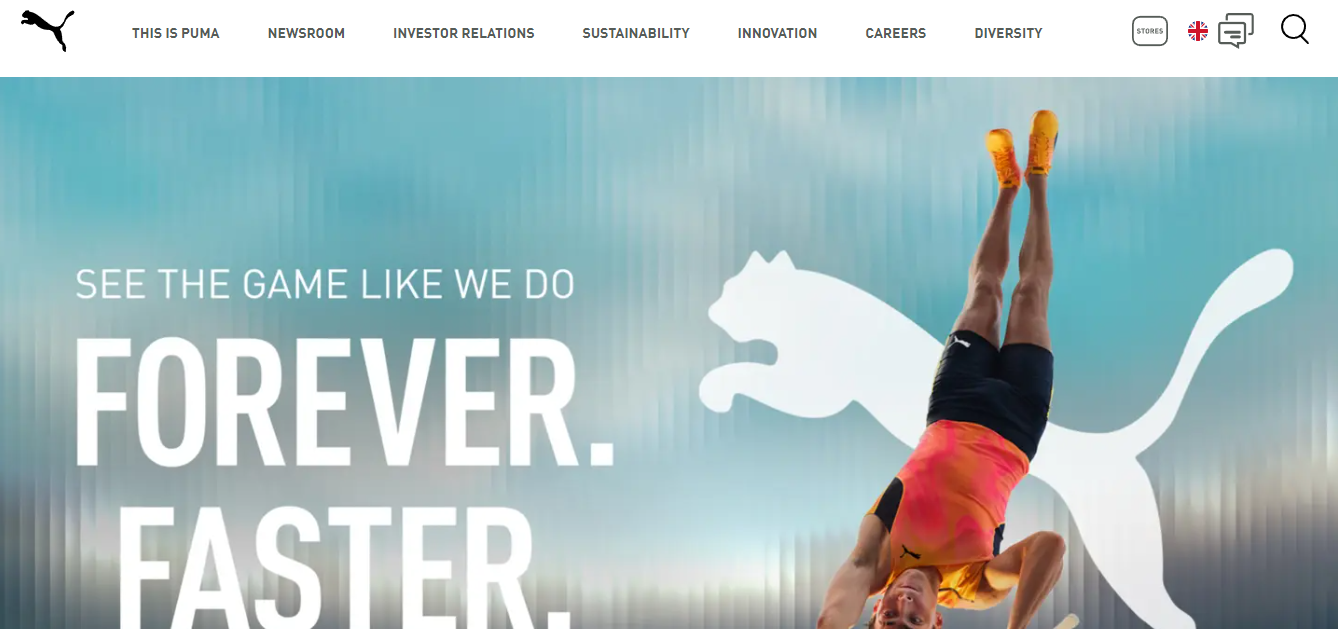 THIS IS PUMA NEWSROOM INVESTOR RELATIONS SUSTAINABILITY INNOVATION CAREERS DIVERSITY STORES
SEE THE GAME LIKE WE DO
FOREVER.
FASTER.